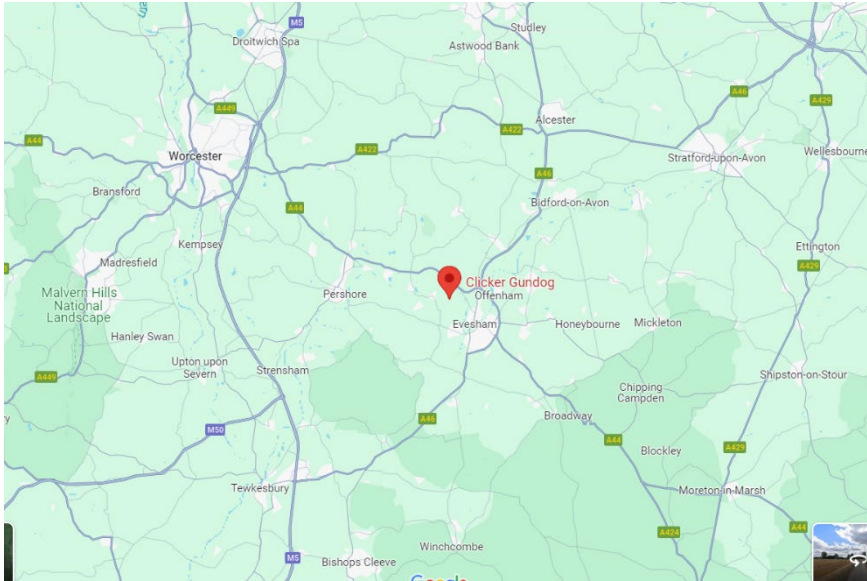 Studley
M5
Droitwich Spa
Astwood Bank
A46
A429
A449
Alcester
A44
A422
Worcester
A422
Stratford-upon-Avon
Wellesbourne
A46
Bransford
Bidford-on-Avon
A44
Kempsey
Ettington
Madresfield
A429
Clicker Gundog
Malvern Hills
National
Landscape
Pershore
Offenham
Evesham
Honeybourne
Mickleton
Hanley Swan
Upton upon
Severn
Strensham
Shipston-on-Stour
A449
Chipping
Campden
Broadway
A46
M50
A44
A429
Blockley
Tewkesbury
Moreton-in-Marsh
A44
A424
Winchcombe
M5
Bishops Cleeve
Google